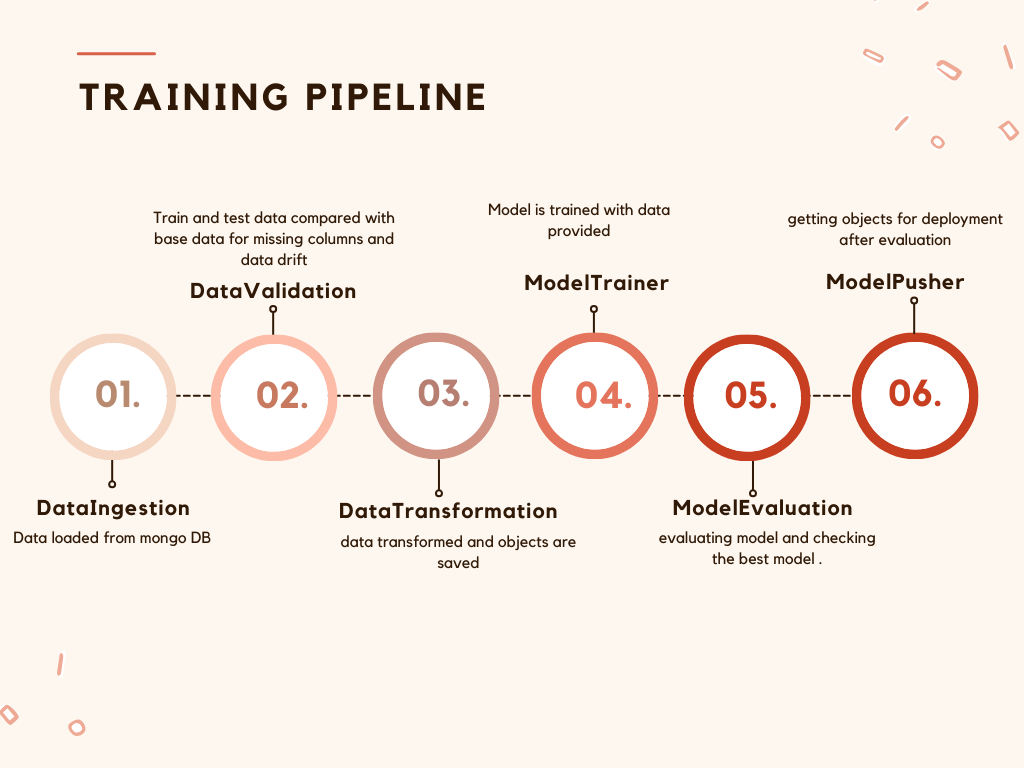 TRAINING PIPELINE
Train and test data compared with
base data for missing columns and
data drift
DataValidation
Model is trained with data
provided
ModelTrainer
getting objects for deployment
after evaluation
ModelPusher
01.
02.
03.
04.
05.
06.
DataIngestion
Data loaded from mongo DB
DataTransformation
data transformed and objects are
saved
ModelEvaluation
evaluating model and checking
the best model .